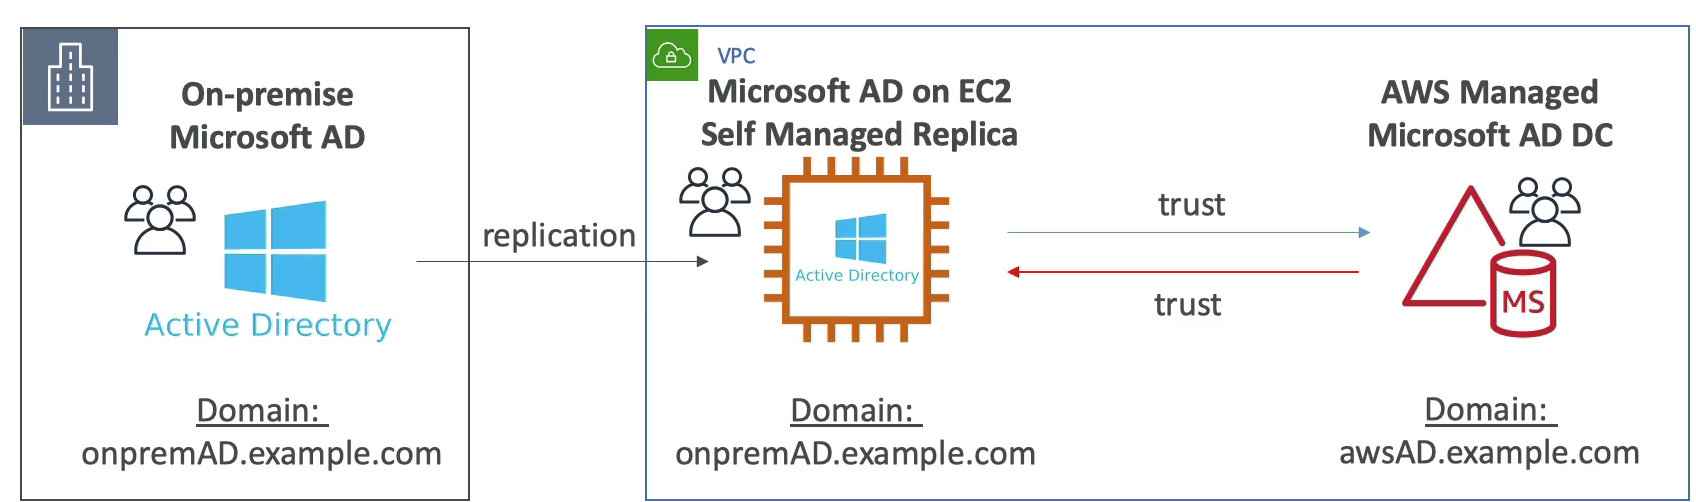 On-premise
Microsoft AD
Active Directory
Domain:
onpremAD.example.com
replication
VPC
Microsoft AD on EC2
Self Managed Replica
Active Directory
Domain:
onpremAD.example.com
trust
trust
AWS Managed
Microsoft AD DC
MS
Domain:
awsAD.example.com